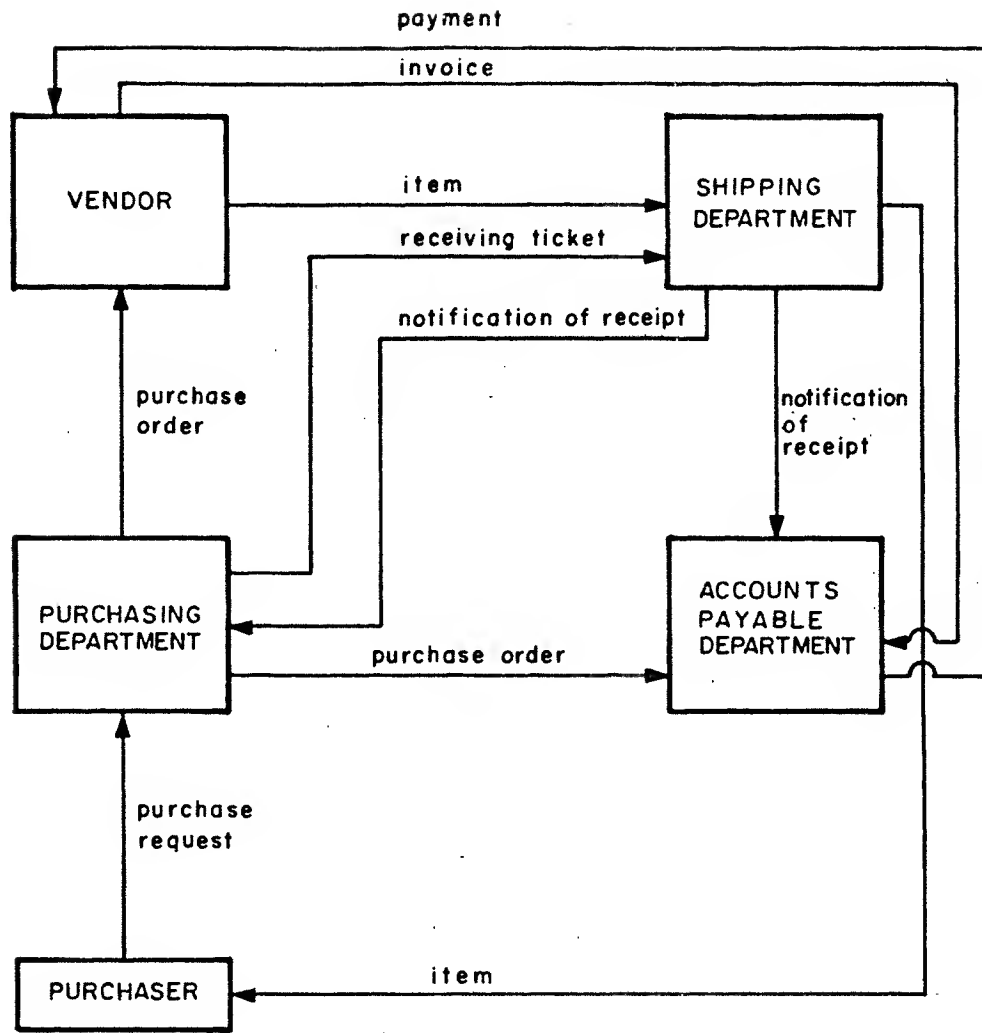 payment
invoice
VENDOR
item
SHIPPING
DEPARTMENT
receiving ticket
notification of receipt
purchase
order
notification
of
receipt
PURCHASING
DEPARTMENT
ACCOUNTS
PAYABLE
DEPARTMENT
purchase order
purchase
request
PURCHASER
item